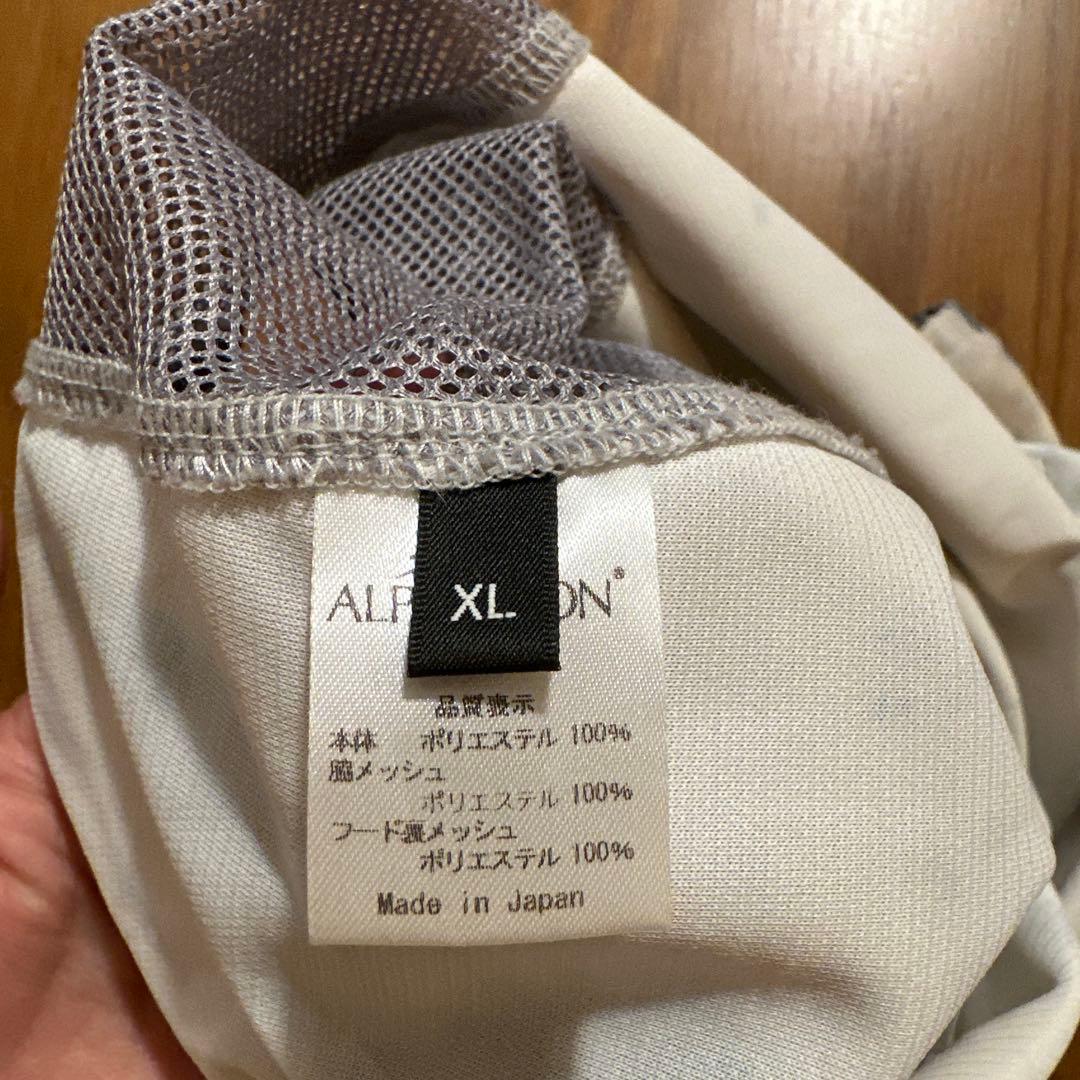 XL
品質表示
本体 ポリエステル 100%
脇メッシュ
ポリエステル 100%
フード裏メッシュ
ポリエステル 100%
Made in Japan